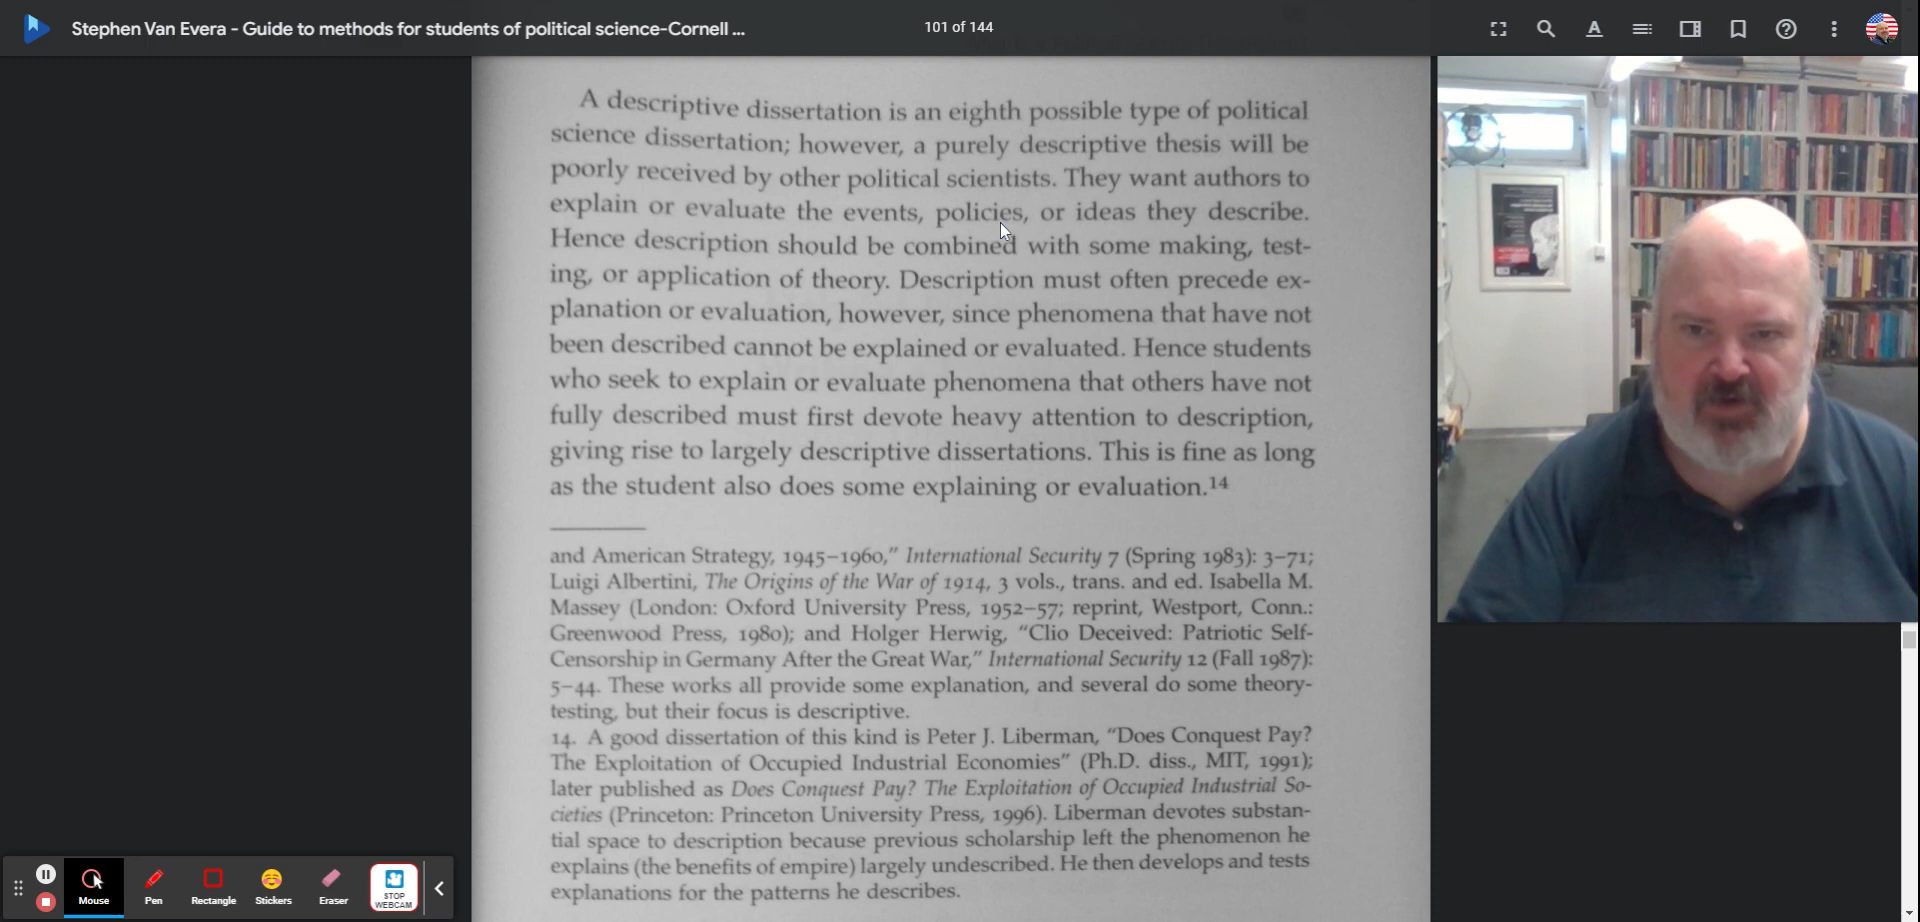 Stephen Van Evera - Guide to methods for students of political science-Cornell ...
101 of 144
A descriptive dissertation is an eighth possible type of political
science dissertation; however, a purely descriptive thesis will be
poorly received by other political scientists. They want authors to
explain or evaluate the events, policies, or ideas they describe.
Hence description should be combined with some making, test-
ing, or application of theory. Description must often precede ex-
planation or evaluation, however, since phenomena that have not
been described cannot be explained or evaluated. Hence students
who seek to explain or evaluate phenomena that others have not
fully described must first devote heavy attention to description,
giving rise to largely descriptive dissertations. This is fine as long
as the student also does some explaining or evaluation.14
and American Strategy, 1945–1960," International Security 7 (Spring 1983): 3–71;
Luigi Albertini, The Origins of the War of 1914, 3 vols., trans. and ed. Isabella M.
Massey (London: Oxford University Press, 1952–57; reprint, Westport, Conn.:
Greenwood Press, 1980); and Holger Herwig, "Clio Deceived: Patriotic Self-
Censorship in Germany After the Great War," International Security 12 (Fall 1987):
5–44. These works all provide some explanation, and several do some theory-
testing, but their focus is descriptive.
14. A good dissertation of this kind is Peter J. Liberman, "Does Conquest Pay?
The Exploitation of Occupied Industrial Economies" (Ph.D. diss., MIT, 1991);
later published as Does Conquest Pay? The Exploitation of Occupied Industrial So-
cieties (Princeton: Princeton University Press, 1996). Liberman devotes substan-
tial space to description because previous scholarship left the phenomenon he
explains (the benefits of empire) largely undescribed. He then develops and tests
explanations for the patterns he describes.
Mouse
Pen
Rectangle
Stickers
Eraser
STOP
WEBCAM